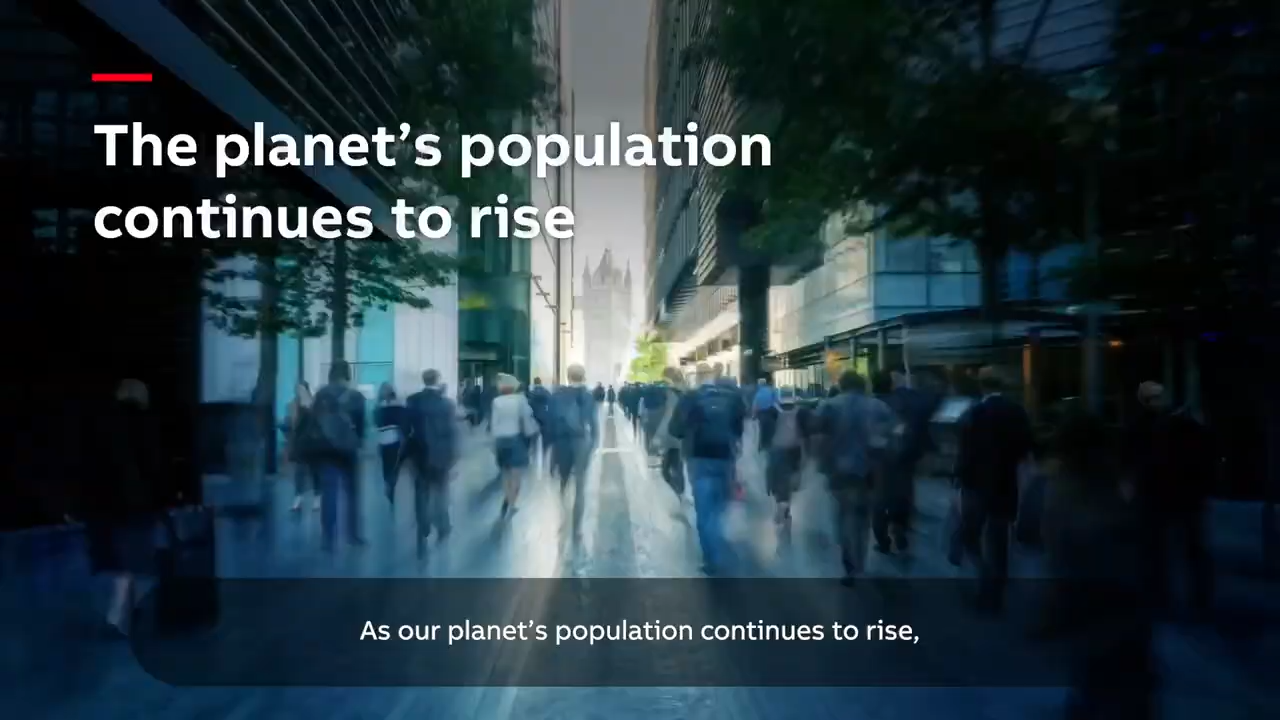 The planet’s population
continues to rise
As our planet’s population continues to rise,